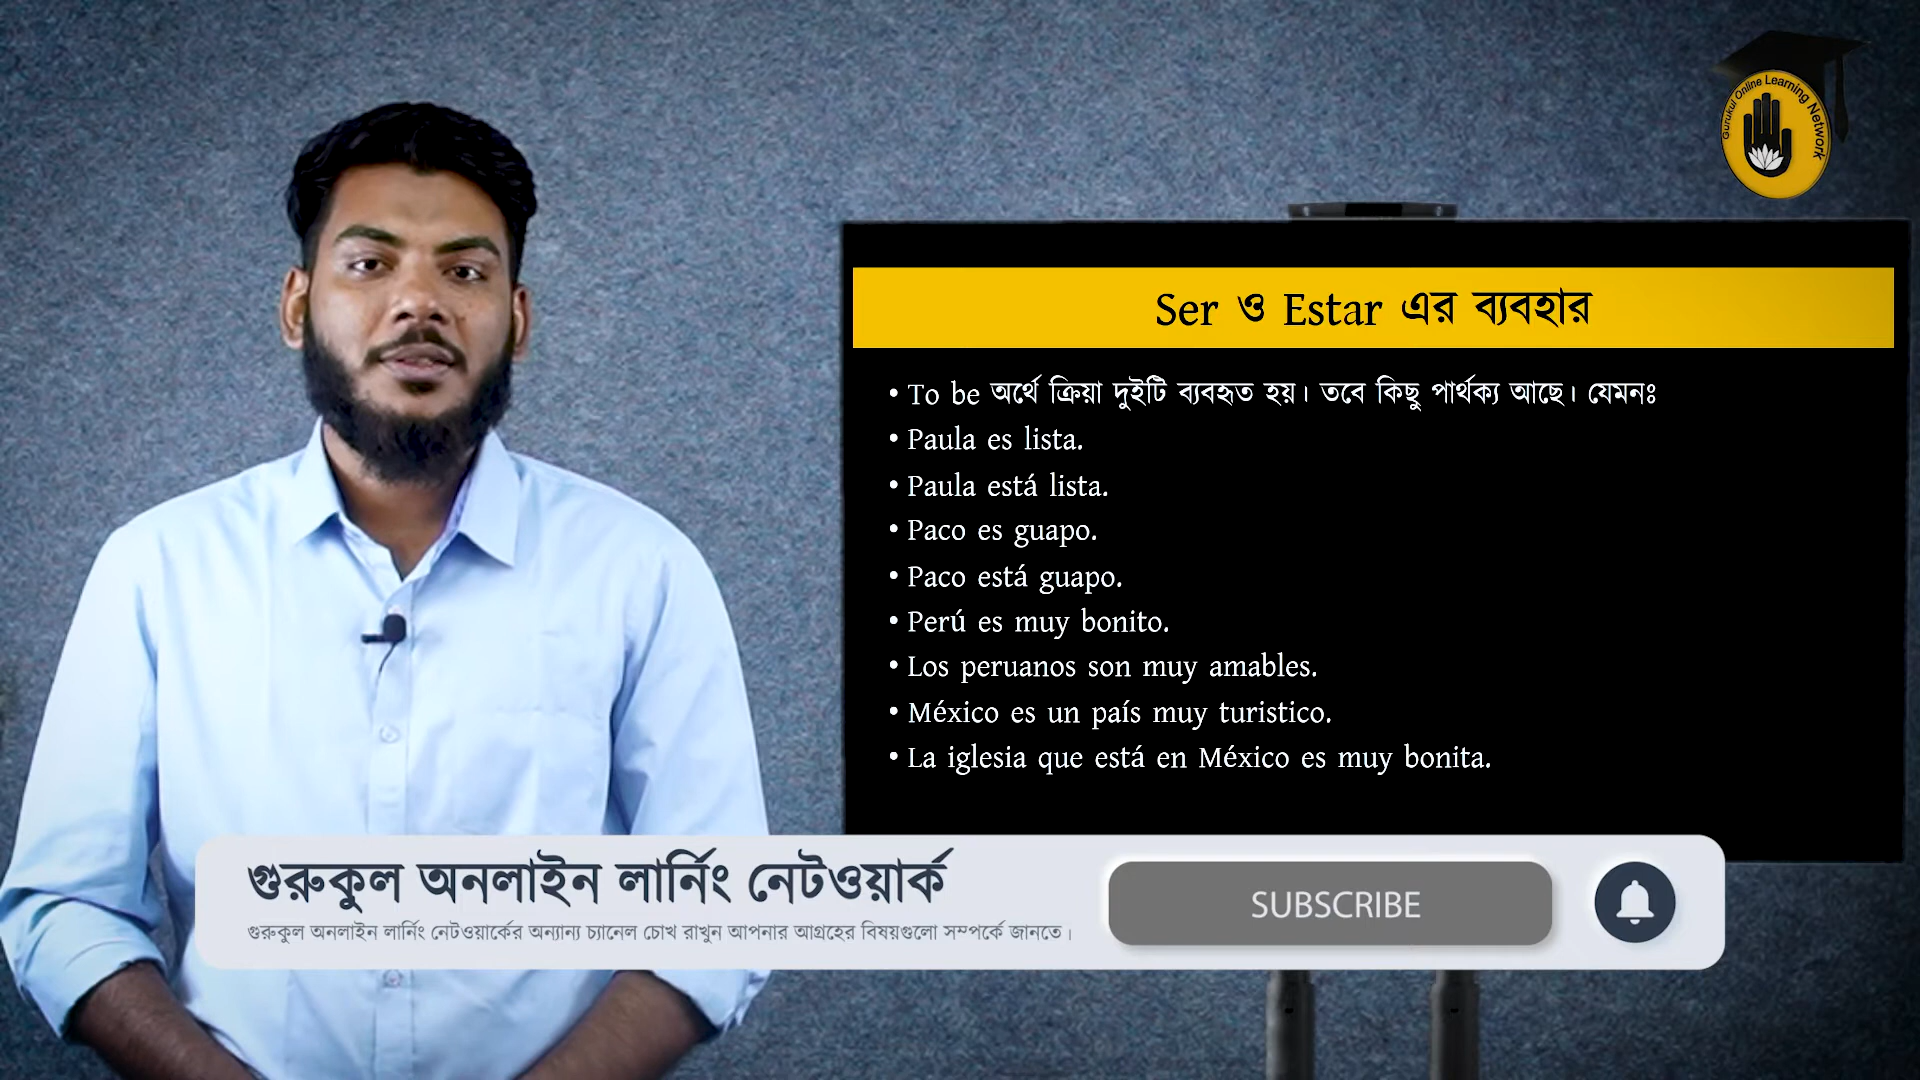 Gurukul Online Learning Network
Ser ও Estar এর ব্যবহার
• To be অর্থে ক্রিয়া দুইটি ব্যবহৃত হয়। তবে কিছু পার্থক্য আছে। যেমনঃ
• Paula es lista.
• Paula está lista.
• Paco es guapo.
• Paco está guapo.
• Perú es muy bonito.
• Los peruanos son muy amables.
• México es un país muy turistico.
• La iglesia que está en México es muy bonita.
গুরুকুল অনলাইন লার্নিং নেটওয়ার্ক
গুরুকুল অনলাইন লার্নিং নেটওয়ার্কের অন্যান্য চ্যানেল চোখ রাখুন আপনার আগ্রহের বিষয়গুলো সম্পর্কে জানতে।
SUBSCRIBE